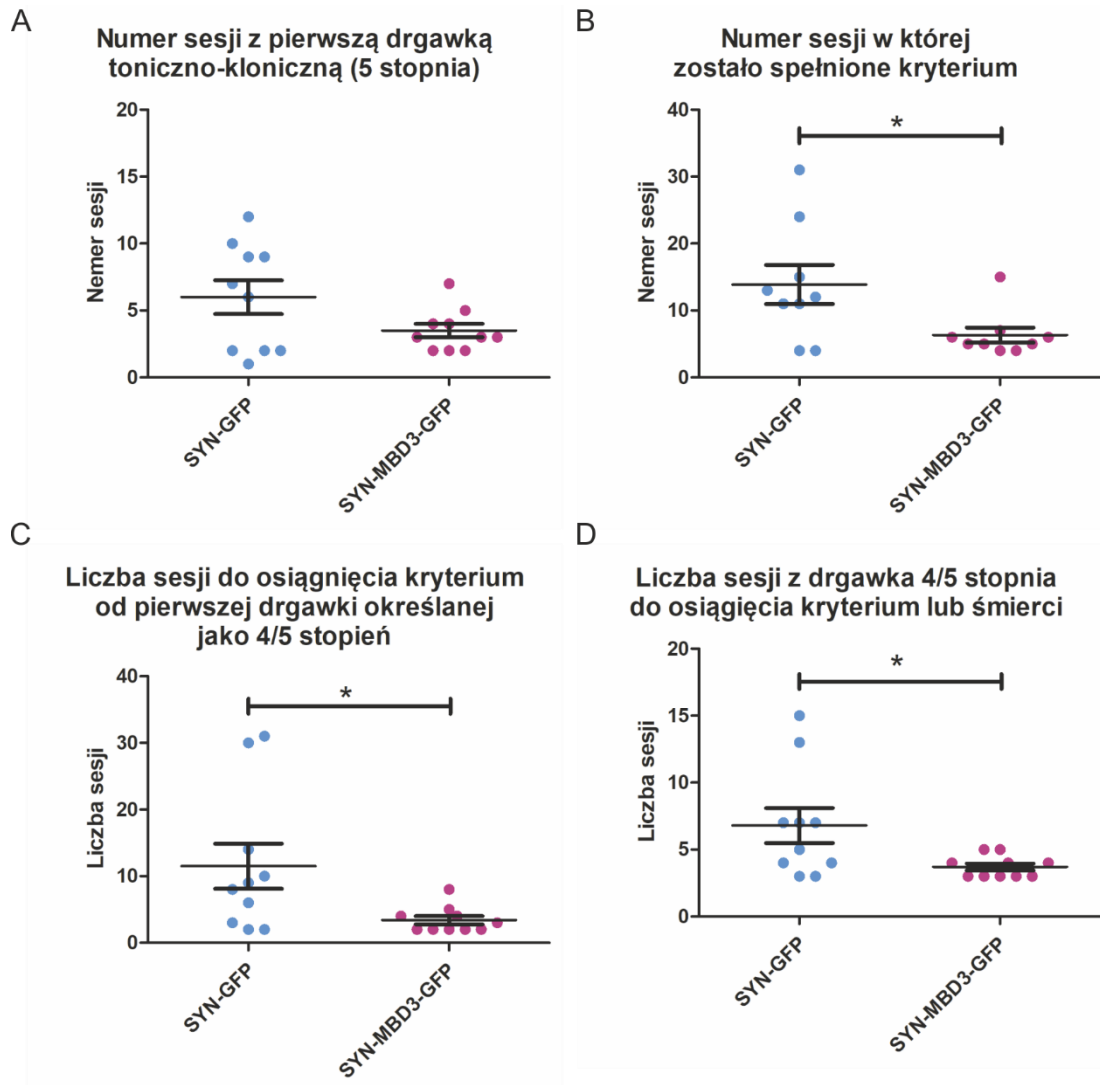 A
Numer sesji z pierwszą drgawką
toniczno-kloniczną (5 stopnia)
20
15
10
5
0
Nemer sesji
SYN-GFP
SYN-MBD3-GFP
B
Numer sesji w której
zostało spełnione kryterium
*
40
30
20
10
0
Nemer sesji
SYN-GFP
SYN-MBD3-GFP
C
Liczba sesji do osiągnięcia kryterium
od pierwszej drgawki określanej
jako 4/5 stopień
*
40
30
20
10
0
Liczba sesji
SYN-GFP
SYN-MBD3-GFP
D
Liczba sesji z drgawka 4/5 stopnia
do osiągięcia kryterium lub śmierci
*
20
15
10
5
0
Liczba sesji
SYN-GFP
SYN-MBD3-GFP